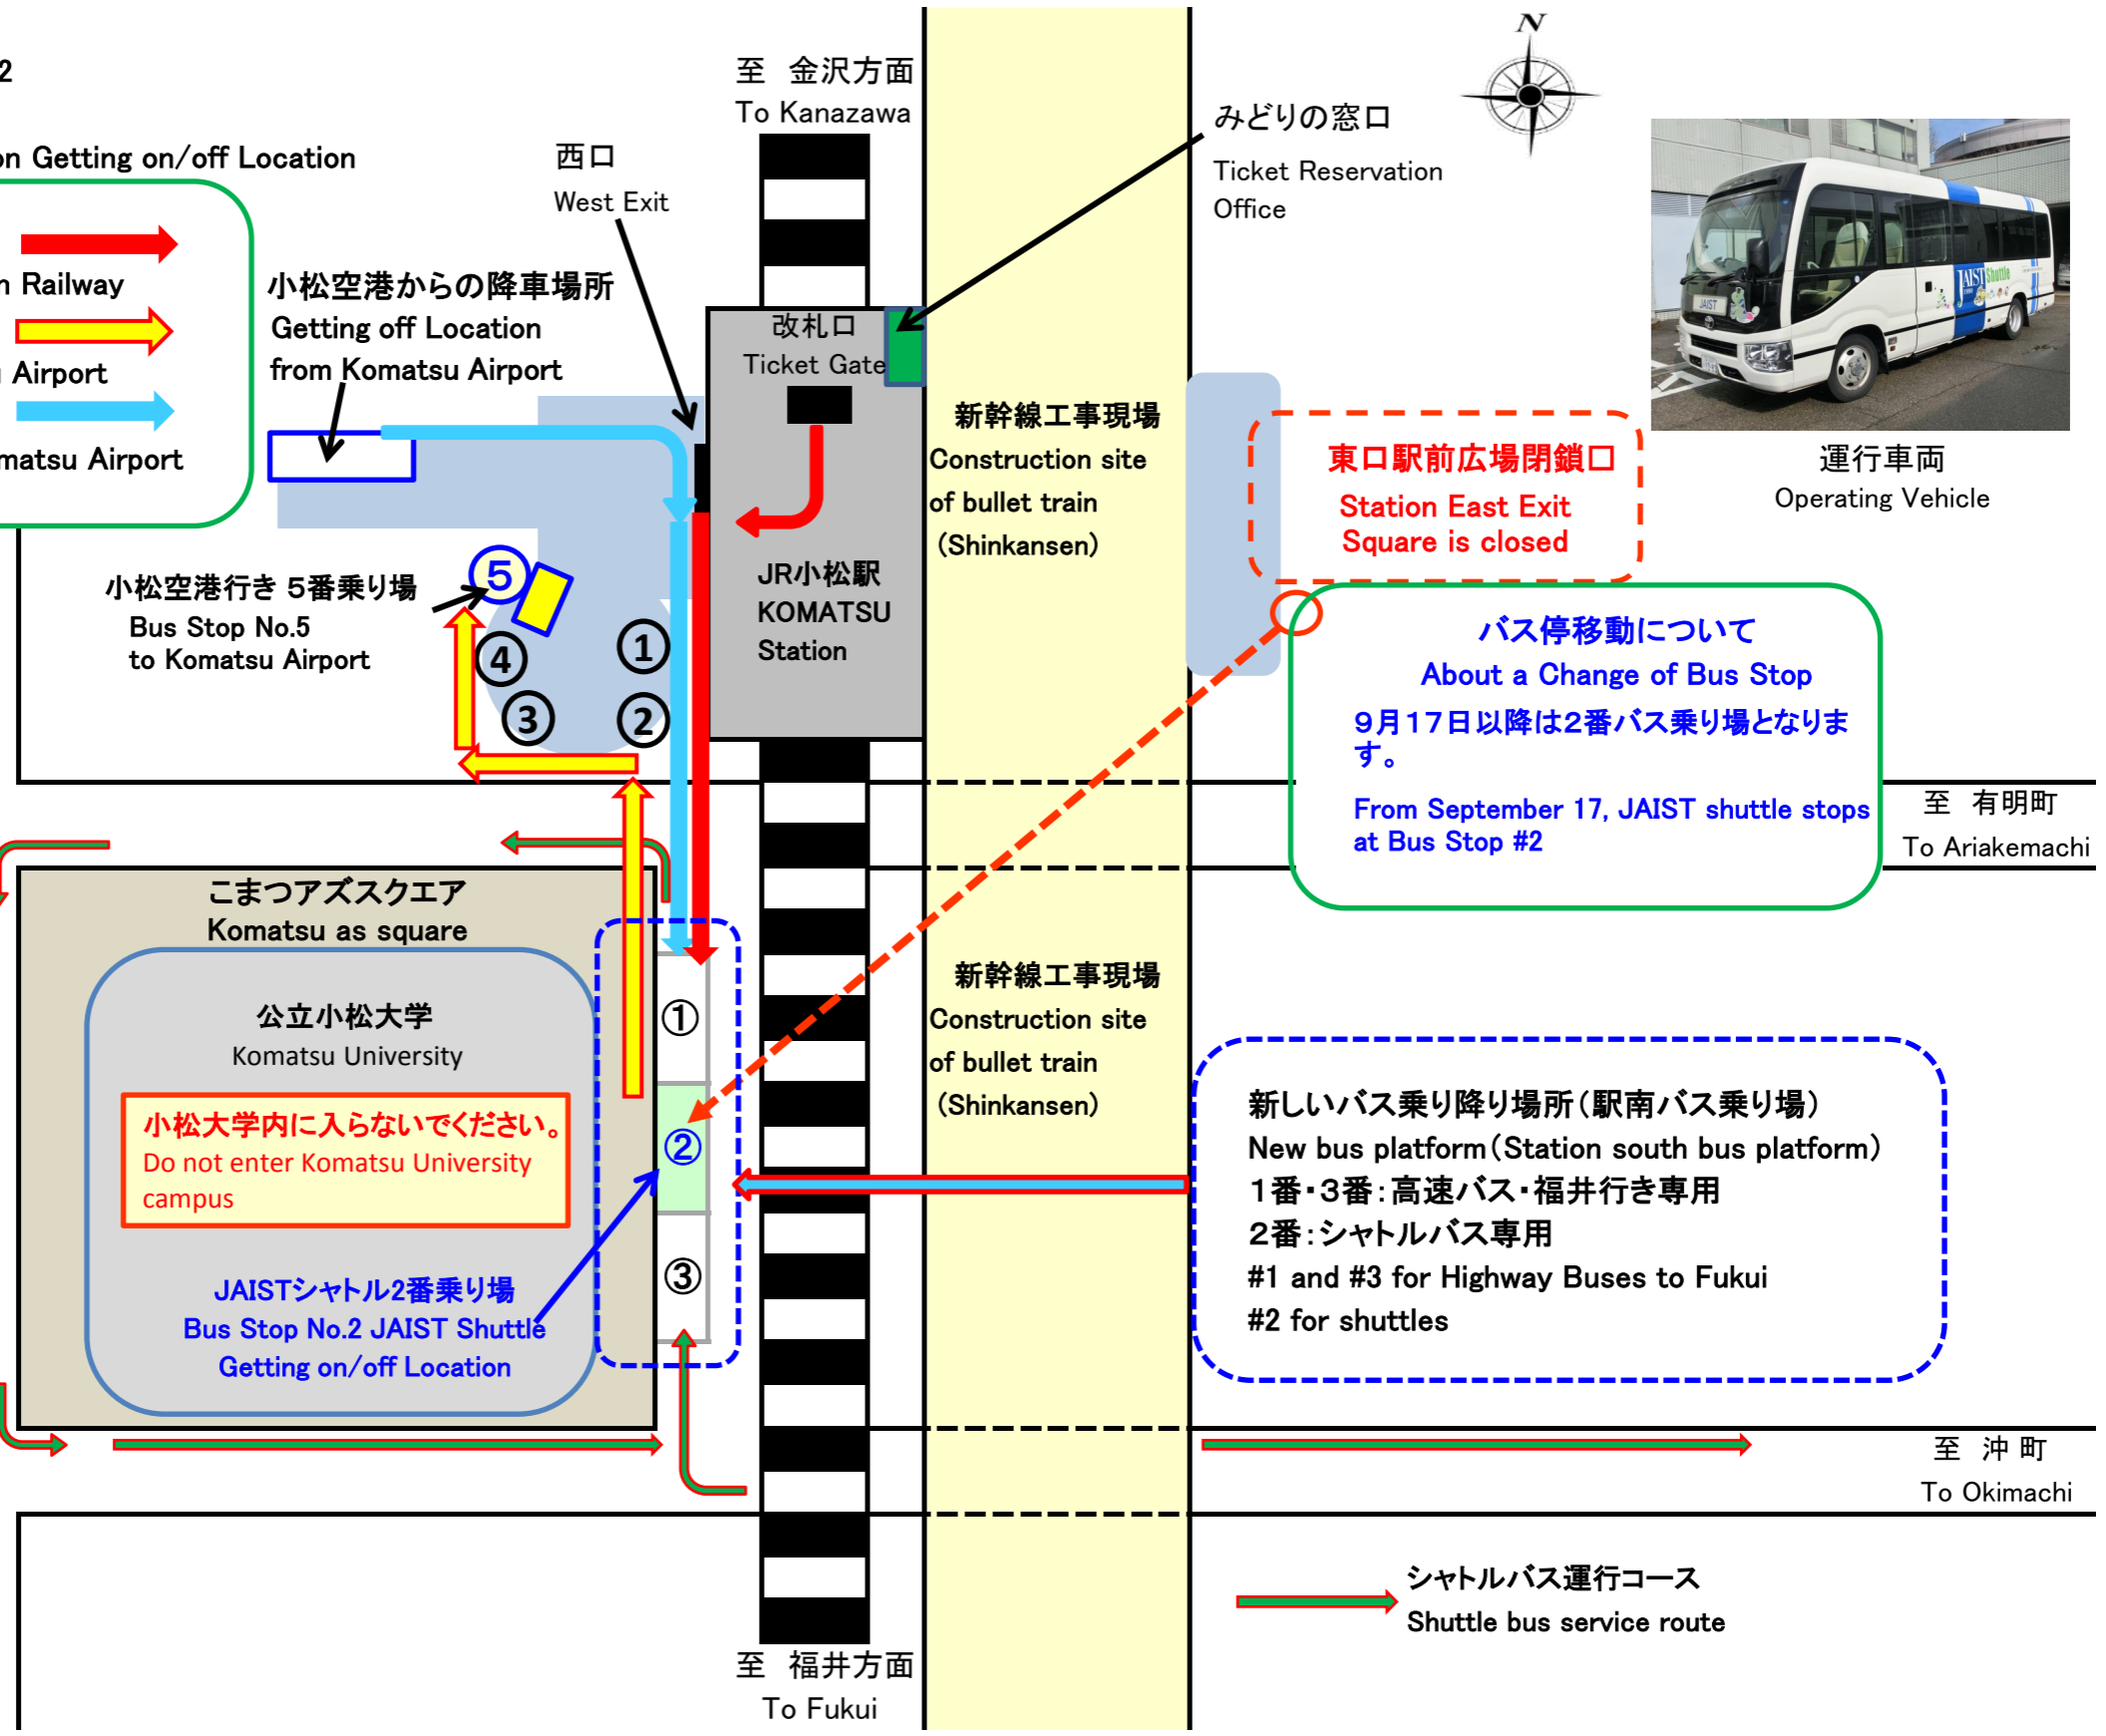 2
on Getting on/off Location
n Railway
Airport
matsu Airport
至 金沢方面
To Kanazawa
西口
West Exit
みどりの窓口
Ticket Reservation
Office
N
小松空港からの降車場所
Getting off Location
from Komatsu Airport
改札口
Ticket Gate
新幹線工事現場
Construction site
of bullet train
(Shinkansen)
東口駅前広場閉鎖口
Station East Exit
Square is closed
JAIST
JAIST Shuttle
運行車両
Operating Vehicle
小松空港行き 5番乗り場
Bus Stop No.5
to Komatsu Airport
⑤
④
③
①
②
JR小松駅
KOMATSU
Station
バス停移動について
About a Change of Bus Stop
9月17日以降は2番バス乗り場となりま
す。
From September 17, JAIST shuttle stops
at Bus Stop #2
至 有明町
To Ariakemachi
こまつアズスクエア
Komatsu as square
公立小松大学
Komatsu University
小松大学内に入らないでください。
Do not enter Komatsu University
campus
JAISTシャトル2番乗り場
Bus Stop No.2 JAIST Shuttle
Getting on/off Location
①
②
③
新幹線工事現場
Construction site
of bullet train
(Shinkansen)
新しいバス乗り降り場所(駅南バス乗り場)
New bus platform(Station south bus platform)
1番・3番:高速バス・福井行き専用
2番:シャトルバス専用
#1 and #3 for Highway Buses to Fukui
#2 for shuttles
至 沖町
To Okimachi
シャトルバス運行コース
Shuttle bus service route
至 福井方面
To Fukui